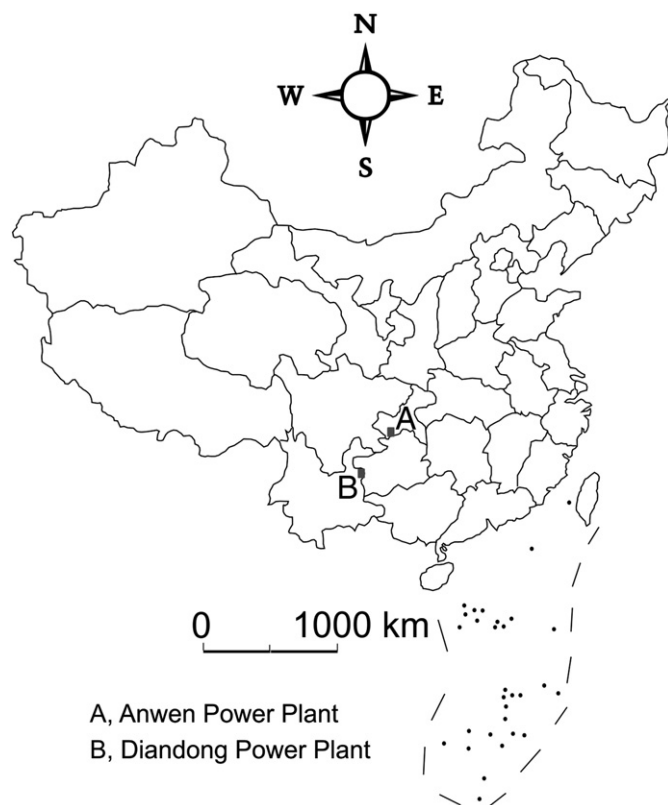 N
W E
S
A
B
0 1000 km
A, Anwen Power Plant
B, Diandong Power Plant